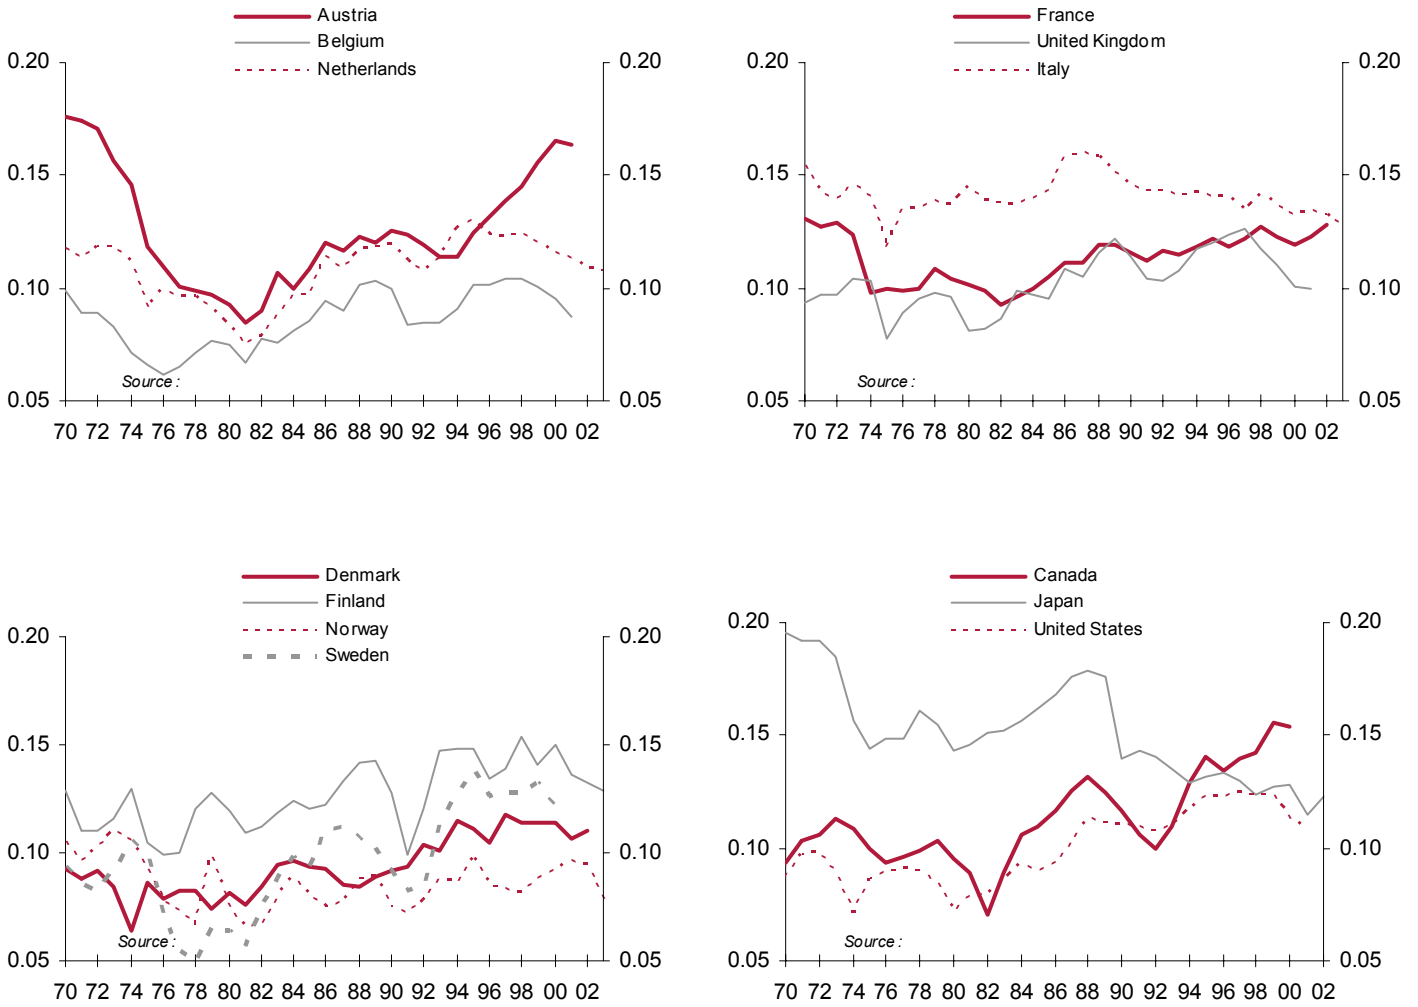 Austria
Belgium
Netherlands
0.20 0.20
0.15 0.15
0.10 0.10
0.05 0.05
Source :
70 72 74 76 78 80 82 84 86 88 90 92 94 96 98 00 02
France
United Kingdom
Italy
0.20 0.20
0.15 0.15
0.10 0.10
0.05 0.05
Source :
70 72 74 76 78 80 82 84 86 88 90 92 94 96 98 00 02
Denmark
Finland
Norway
Sweden
0.20 0.20
0.15 0.15
0.10 0.10
0.05 0.05
Source :
70 72 74 76 78 80 82 84 86 88 90 92 94 96 98 00 02
Canada
Japan
United States
0.20 0.20
0.15 0.15
0.10 0.10
0.05 0.05
Source :
70 72 74 76 78 80 82 84 86 88 90 92 94 96 98 00 02